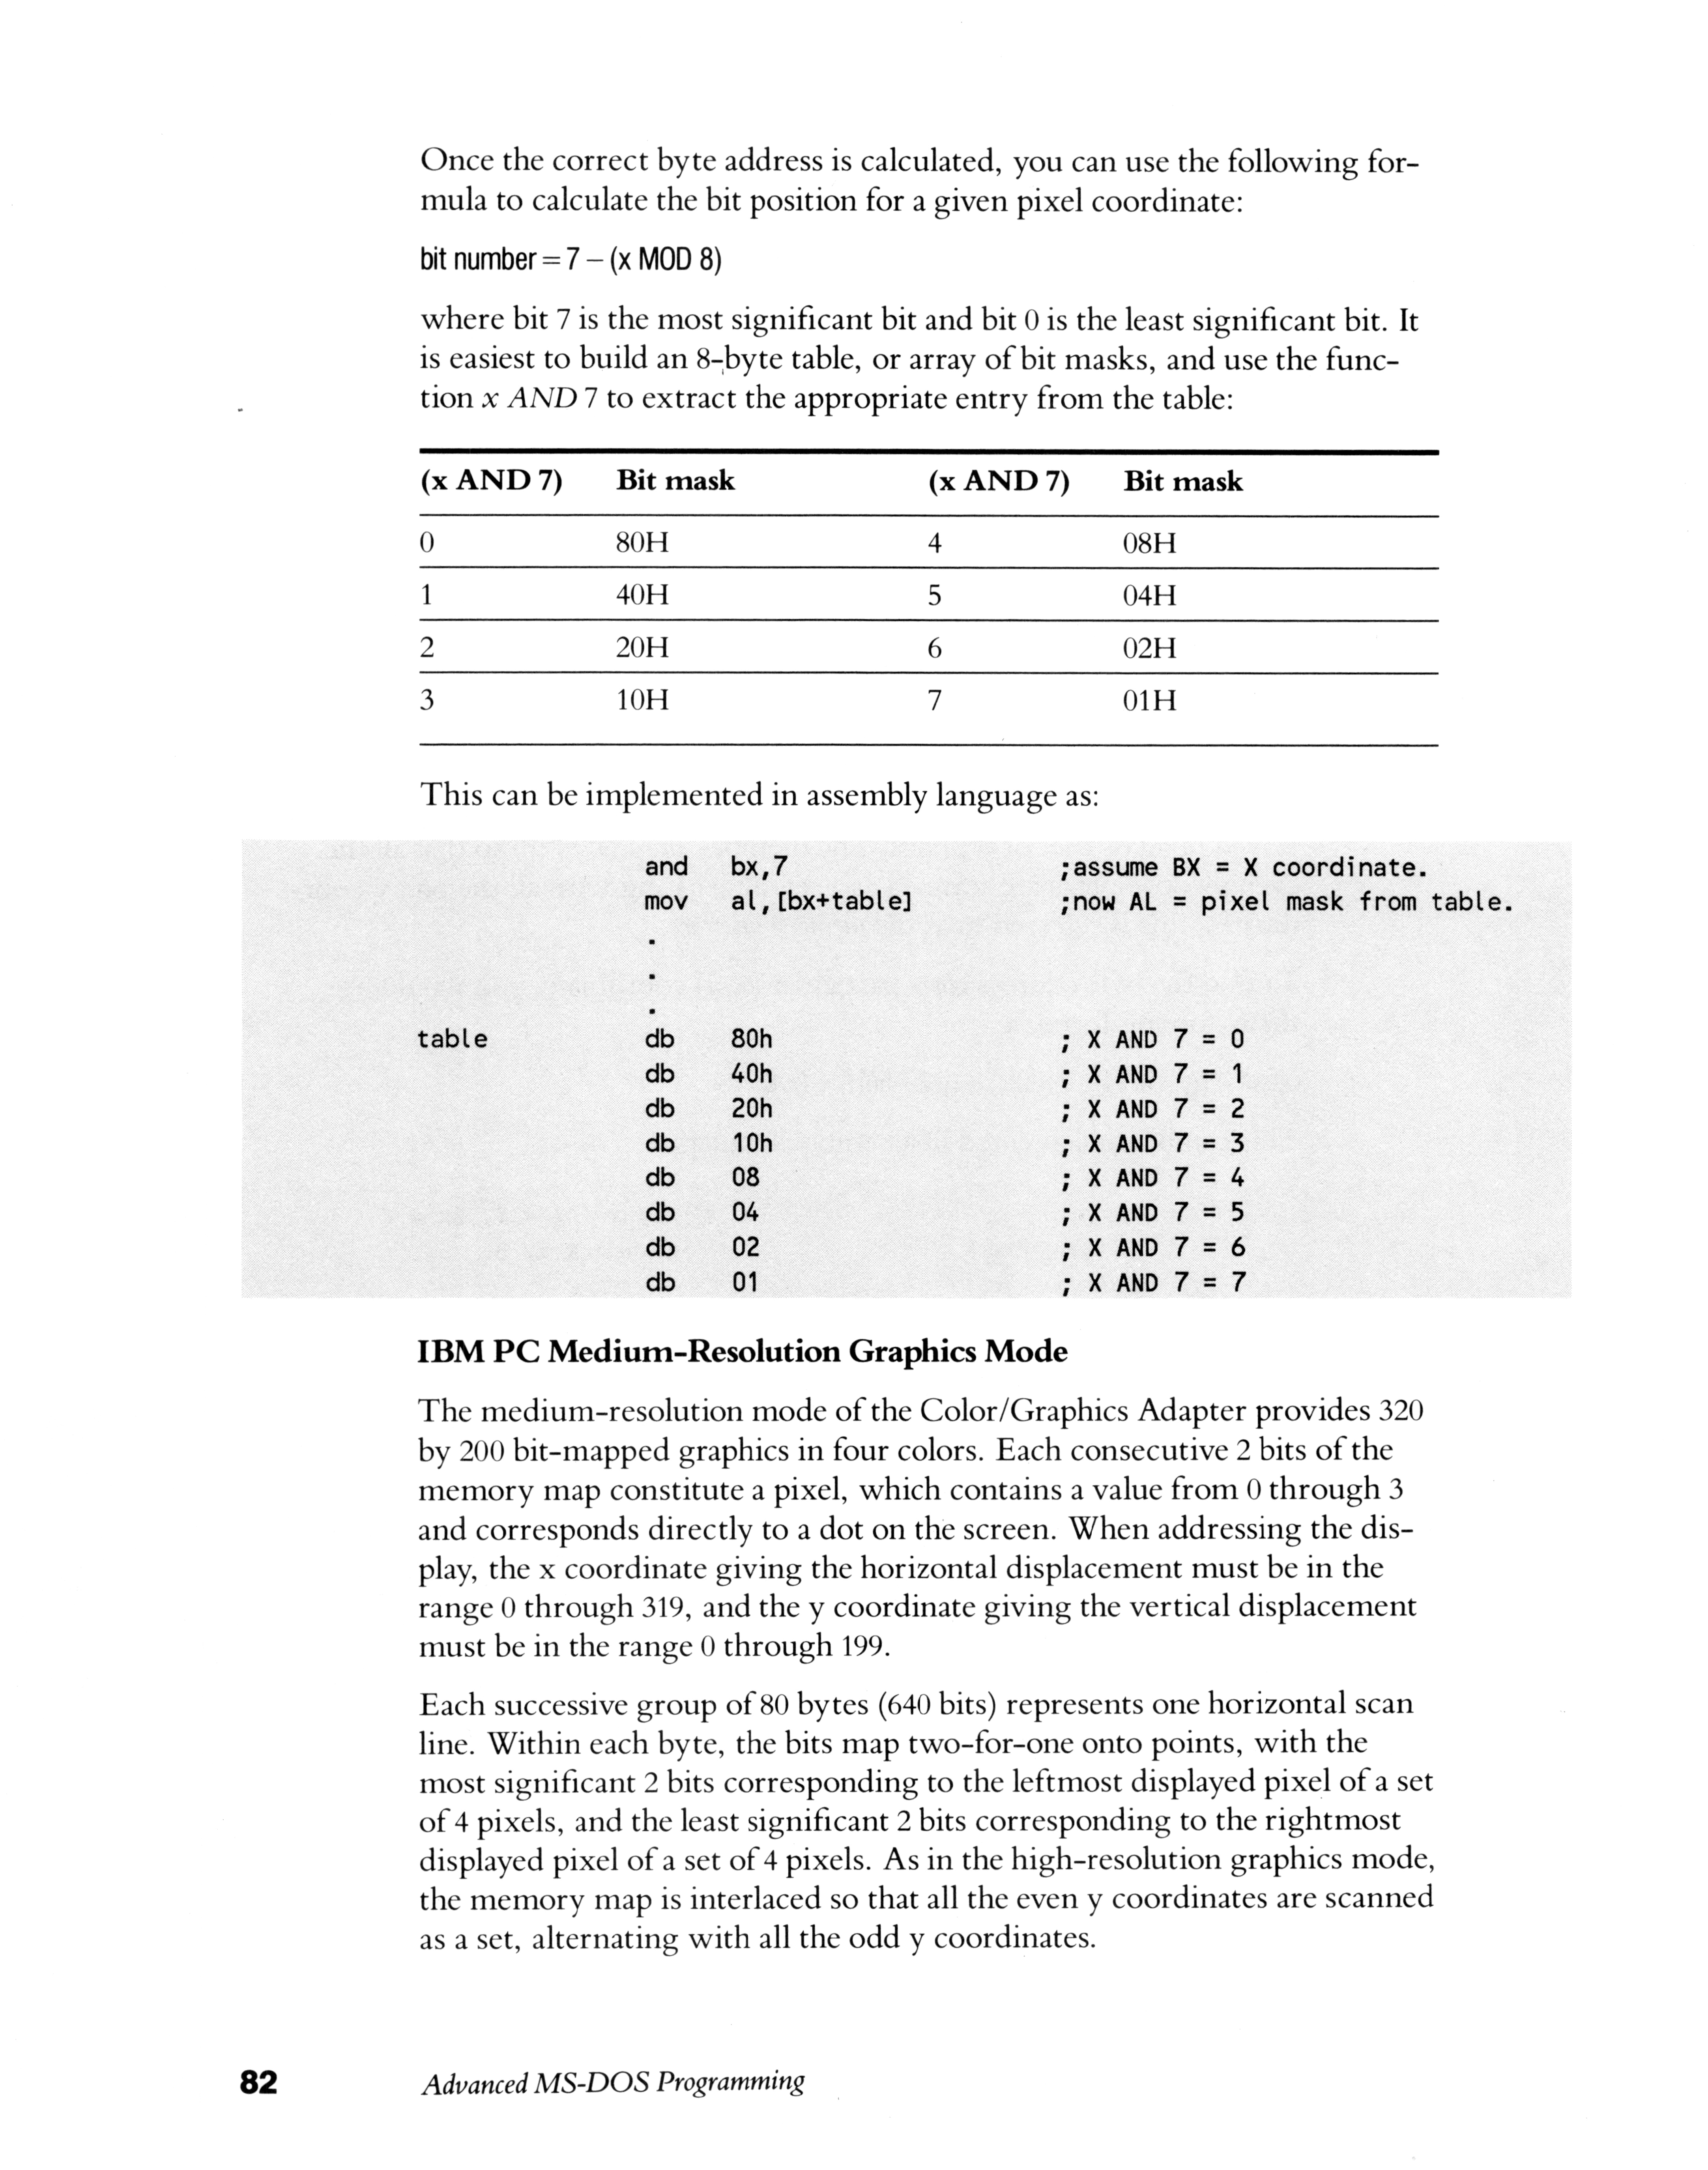 Once the correct byte address is calculated, you can use the following for-
mula to calculate the bit position for a given pixel coordinate:
bit number = 7 – (x MOD 8)
where bit 7 is the most significant bit and bit 0 is the least significant bit. It
is easiest to build an 8-byte table, or array of bit masks, and use the func-
tion x AND 7 to extract the appropriate entry from the table:
(x AND 7) Bit mask (x AND 7) Bit mask
0 80H 4 08H
1 40H 5 04H
2 20H 6 02H
3 10H 7 01H
This can be implemented in assembly language as:
and bx,7 ;assume BX = X coordinate.
mov al,[bx+table] ;now AL = pixel mask from table.
.
.
.
table db 80h ; X AND 7 = 0
db 40h ; X AND 7 = 1
db 20h ; X AND 7 = 2
db 10h ; X AND 7 = 3
db 08 ; X AND 7 = 4
db 04 ; X AND 7 = 5
db 02 ; X AND 7 = 6
db 01 ; X AND 7 = 7
IBM PC Medium-Resolution Graphics Mode
The medium-resolution mode of the Color/Graphics Adapter provides 320
by 200 bit-mapped graphics in four colors. Each consecutive 2 bits of the
memory map constitute a pixel, which contains a value from 0 through 3
and corresponds directly to a dot on the screen. When addressing the dis-
play, the x coordinate giving the horizontal displacement must be in the
range 0 through 319, and the y coordinate giving the vertical displacement
must be in the range 0 through 199.
Each successive group of 80 bytes (640 bits) represents one horizontal scan
line. Within each byte, the bits map two-for-one onto points, with the
most significant 2 bits corresponding to the leftmost displayed pixel of a set
of 4 pixels, and the least significant 2 bits corresponding to the rightmost
displayed pixel of a set of 4 pixels. As in the high-resolution graphics mode,
the memory map is interlaced so that all the even y coordinates are scanned
as a set, alternating with all the odd y coordinates.
82 Advanced MS-DOS Programming